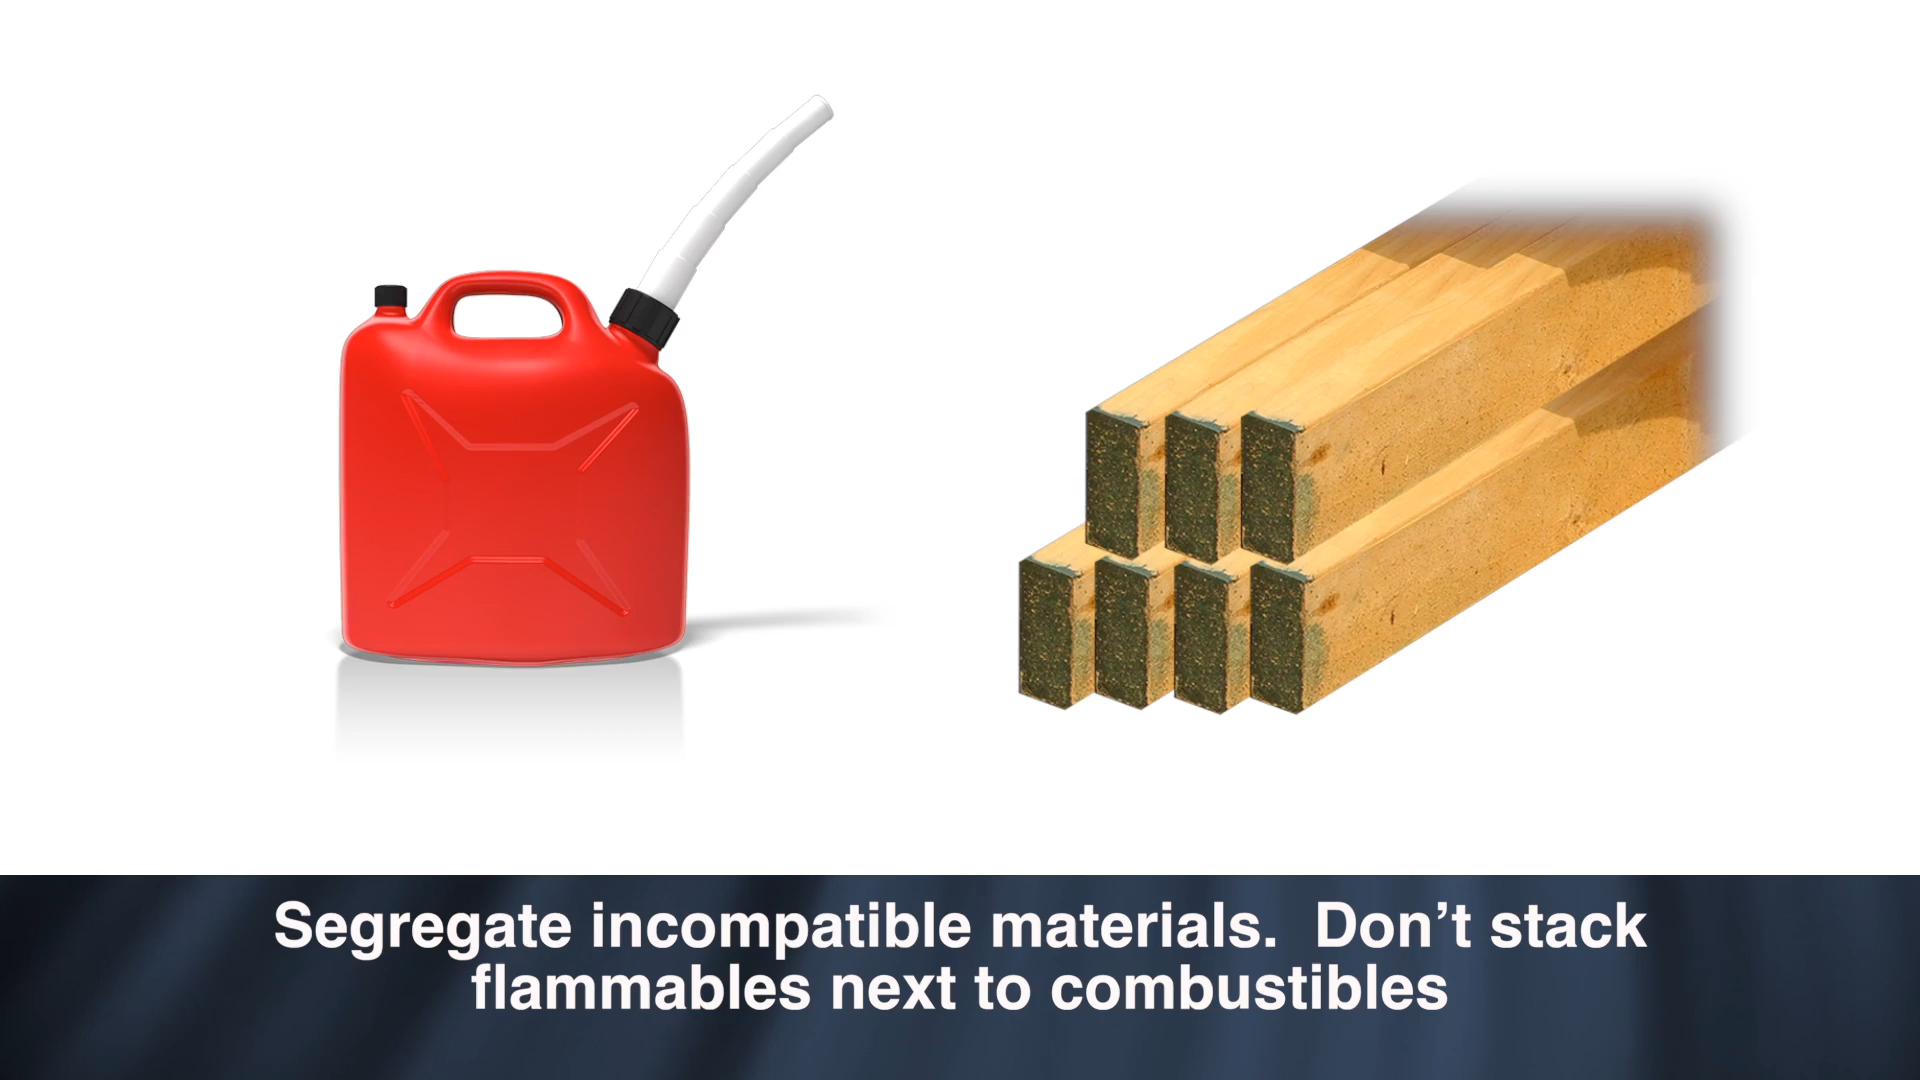 Segregate incompatible materials.  Don’t stack
flammables next to combustibles